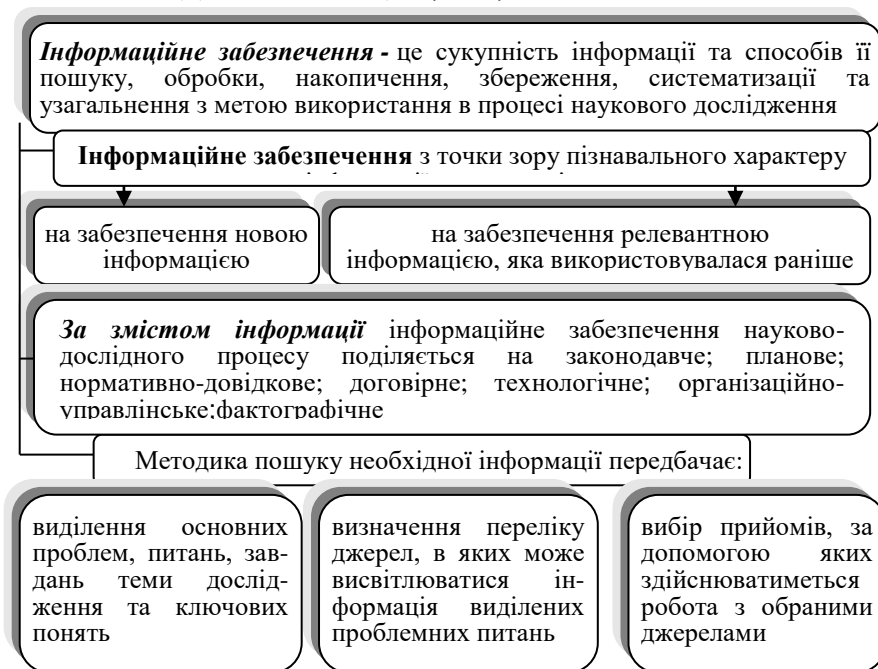 Інформаційне забезпечення - це сукупність інформації та способів її
пошуку, обробки, накопичення, збереження, систематизації та
узагальнення з метою використання в процесі наукового дослідження
Інформаційне забезпечення з точки зору пізнавального характеру
на забезпечення новою
інформацією
на забезпечення релевантною
інформацією, яка використовувалася раніше
За змістом інформації інформаційне забезпечення науково-
дослідного процесу поділяється на законодавче; планове;
нормативно-довідкове; договірне; технологічне; організаційно-
управлінське;фактографічне
Методика пошуку необхідної інформації передбачає:
виділення основних
проблем, питань, зав-
дань теми дослід-
ження та ключових
понять
визначення переліку
джерел, в яких може
висвітлюватися ін-
формація виділених
проблемних питань
вибір прийомів, за
допомогою яких
здійснюватиметься
робота з обраними
джерелами